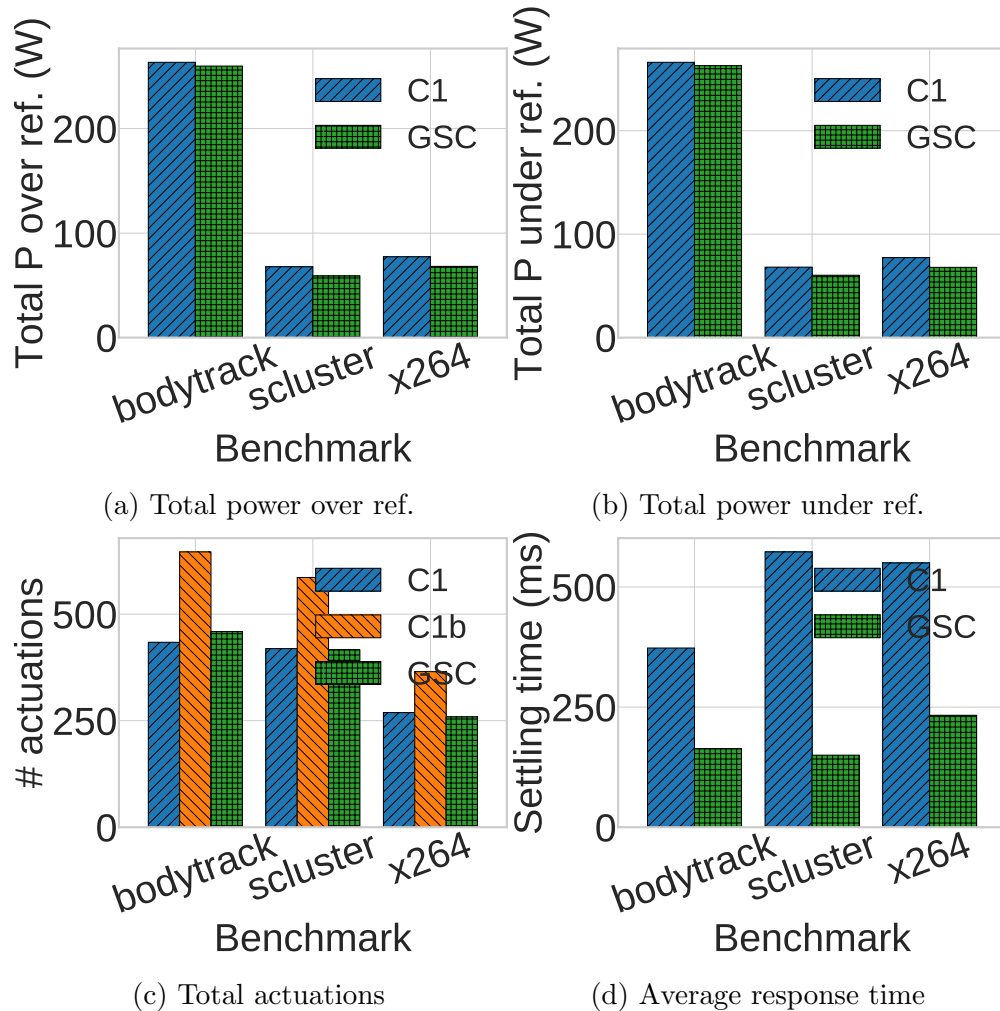 Total P over ref. (W)
200
100
0
C1
GSC
bodytrack
scluster
x264
Benchmark
(a) Total power over ref.
Total P under ref. (W)
200
100
0
C1
GSC
bodytrack
scluster
x264
Benchmark
(b) Total power under ref.
# actuations
500
250
0
C1
C1b
GSC
bodytrack
scluster
x264
Benchmark
(c) Total actuations
Settling time (ms)
500
250
0
C1
GSC
bodytrack
scluster
x264
Benchmark
(d) Average response time